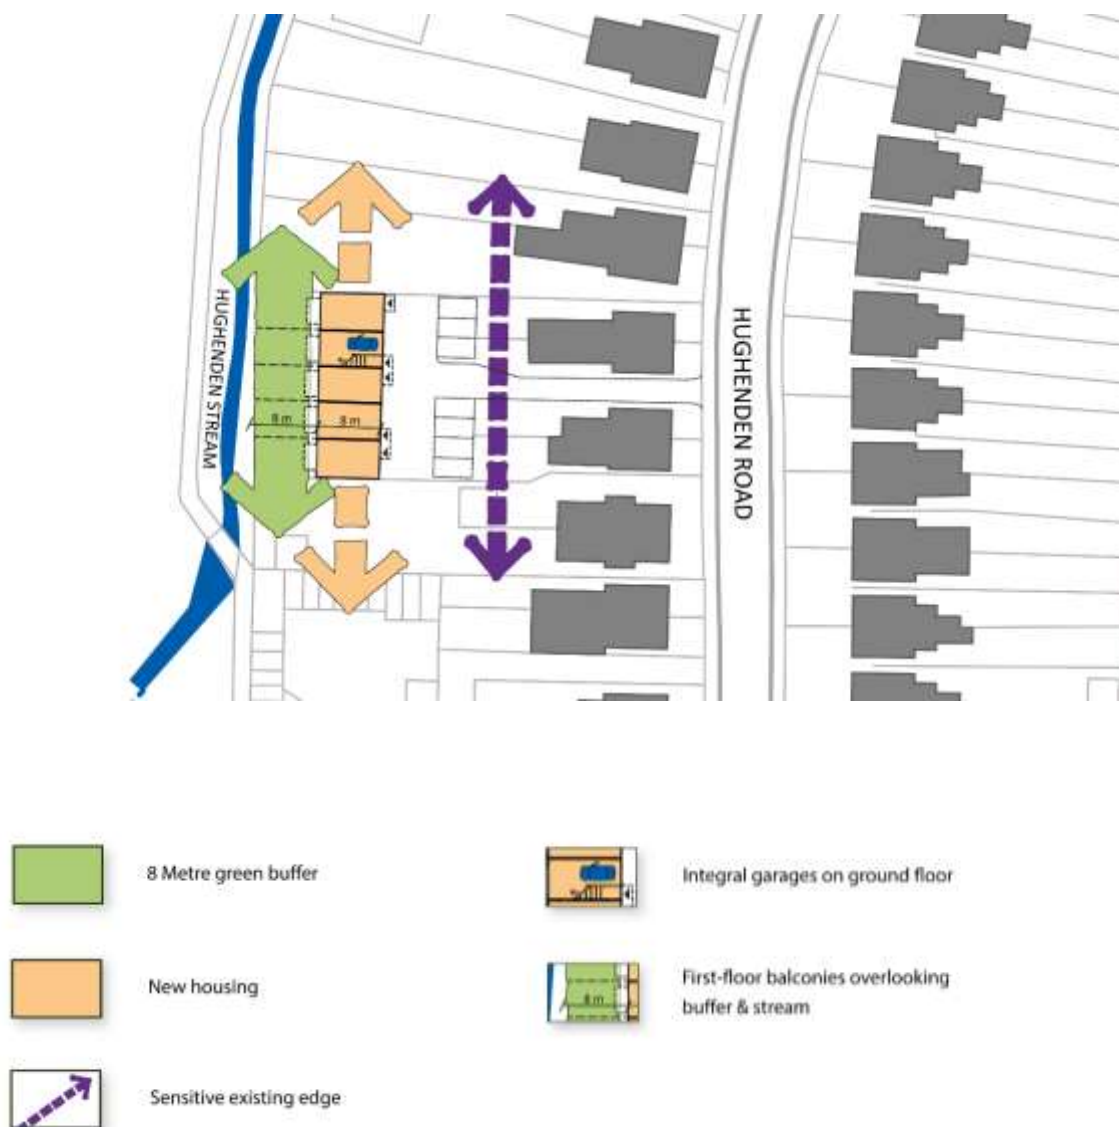 HUGHENDEN STREAM
HUGHENDEN ROAD
8 m
8 m
8 Metre green buffer
Integral garages on ground floor
New housing
8 m
First-floor balconies overlooking
buffer & stream
Sensitive existing edge